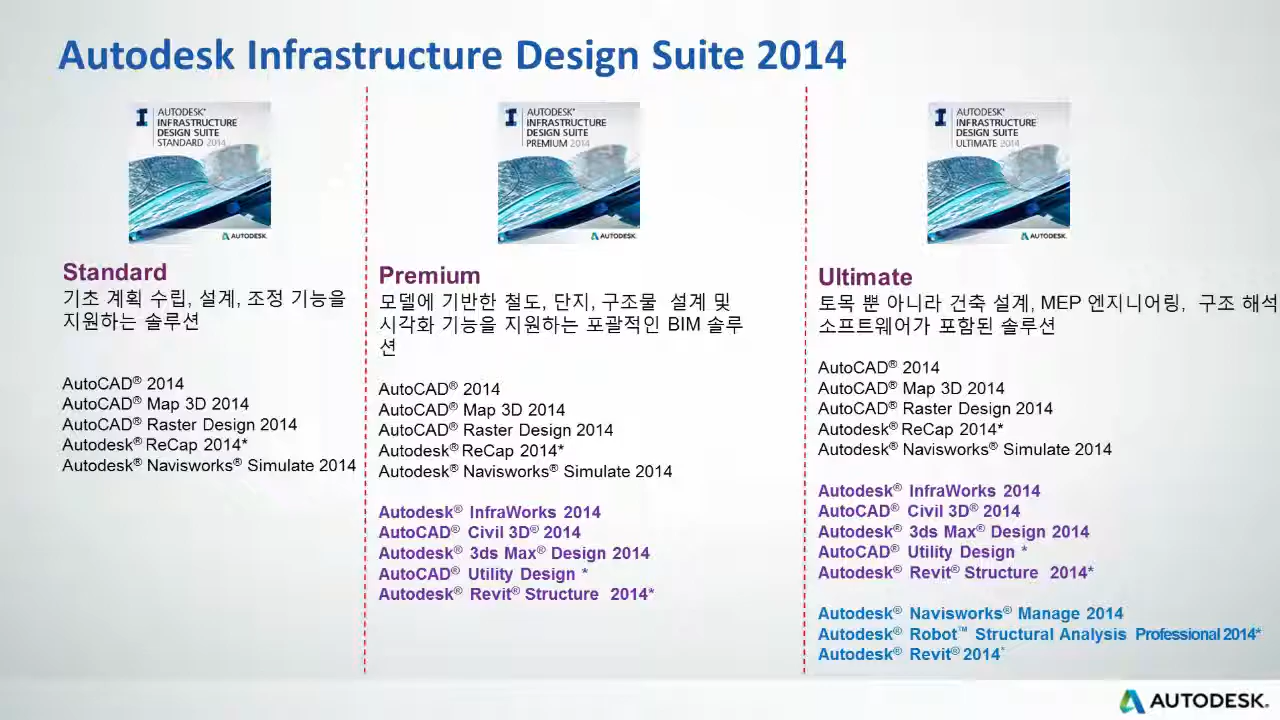 Autodesk Infrastructure Design Suite 2014
AUTODESK®
INFRASTRUCTURE
DESIGN SUITE
STANDARD 2014
AUTODESK.
Standard
기초 계획 수립, 설계, 조정 기능을
지원하는 솔루션
AutoCAD® 2014
AutoCAD® Map 3D 2014
AutoCAD® Raster Design 2014
Autodesk® ReCap 2014*
Autodesk® Navisworks® Simulate 2014
AUTODESK®
INFRASTRUCTURE
DESIGN SUITE
PREMIUM 2014
AUTODESK.
Premium
모델에 기반한 철도, 단지, 구조물 설계 및
시각화 기능을 지원하는 포괄적인 BIM 솔루
션
AutoCAD® 2014
AutoCAD® Map 3D 2014
AutoCAD® Raster Design 2014
Autodesk® ReCap 2014*
Autodesk® Navisworks® Simulate 2014
Autodesk® InfraWorks 2014
AutoCAD® Civil 3D® 2014
Autodesk® 3ds Max® Design 2014
AutoCAD® Utility Design *
Autodesk® Revit® Structure 2014*
AUTODESK®
INFRASTRUCTURE
DESIGN SUITE
ULTIMATE 2014
AUTODESK.
Ultimate
토목 뿐 아니라 건축 설계, MEP 엔지니어링, 구조 해석
소프트웨어가 포함된 솔루션
AutoCAD® 2014
AutoCAD® Map 3D 2014
AutoCAD® Raster Design 2014
Autodesk® ReCap 2014*
Autodesk® Navisworks® Simulate 2014
Autodesk® InfraWorks 2014
AutoCAD® Civil 3D® 2014
Autodesk® 3ds Max® Design 2014
AutoCAD® Utility Design *
Autodesk® Revit® Structure 2014*
Autodesk® Navisworks® Manage 2014
Autodesk® Robot™ Structural Analysis Professional 2014*
Autodesk® Revit® 2014*
AUTODESK.